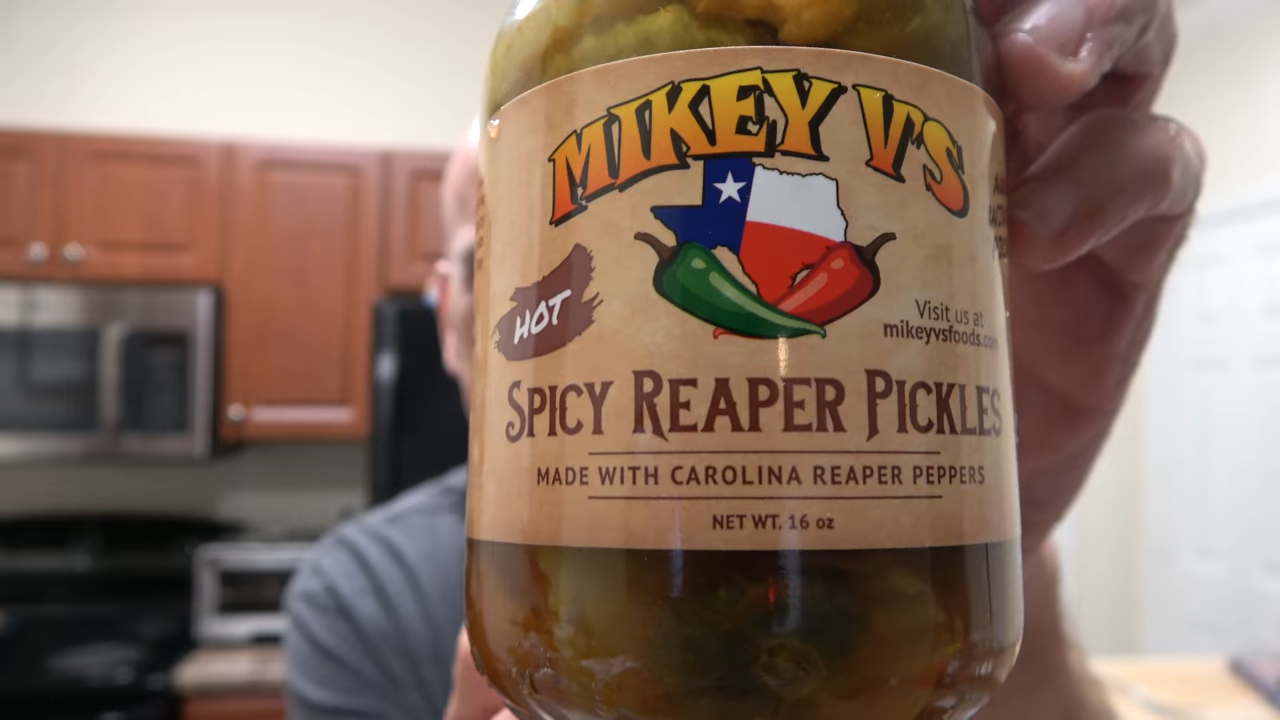 MIKEY V'S
HOT
Visit us at
mikeyvsfoods.com
SPICY REAPER PICKLES
MADE WITH CAROLINA REAPER PEPPERS
NET WT. 16 oz